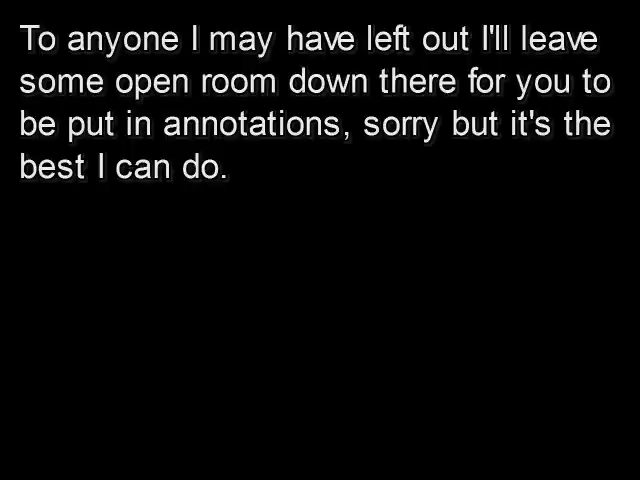 To anyone I may have left out I'll leave
some open room down there for you to
be put in annotations, sorry but it's the
best I can do.